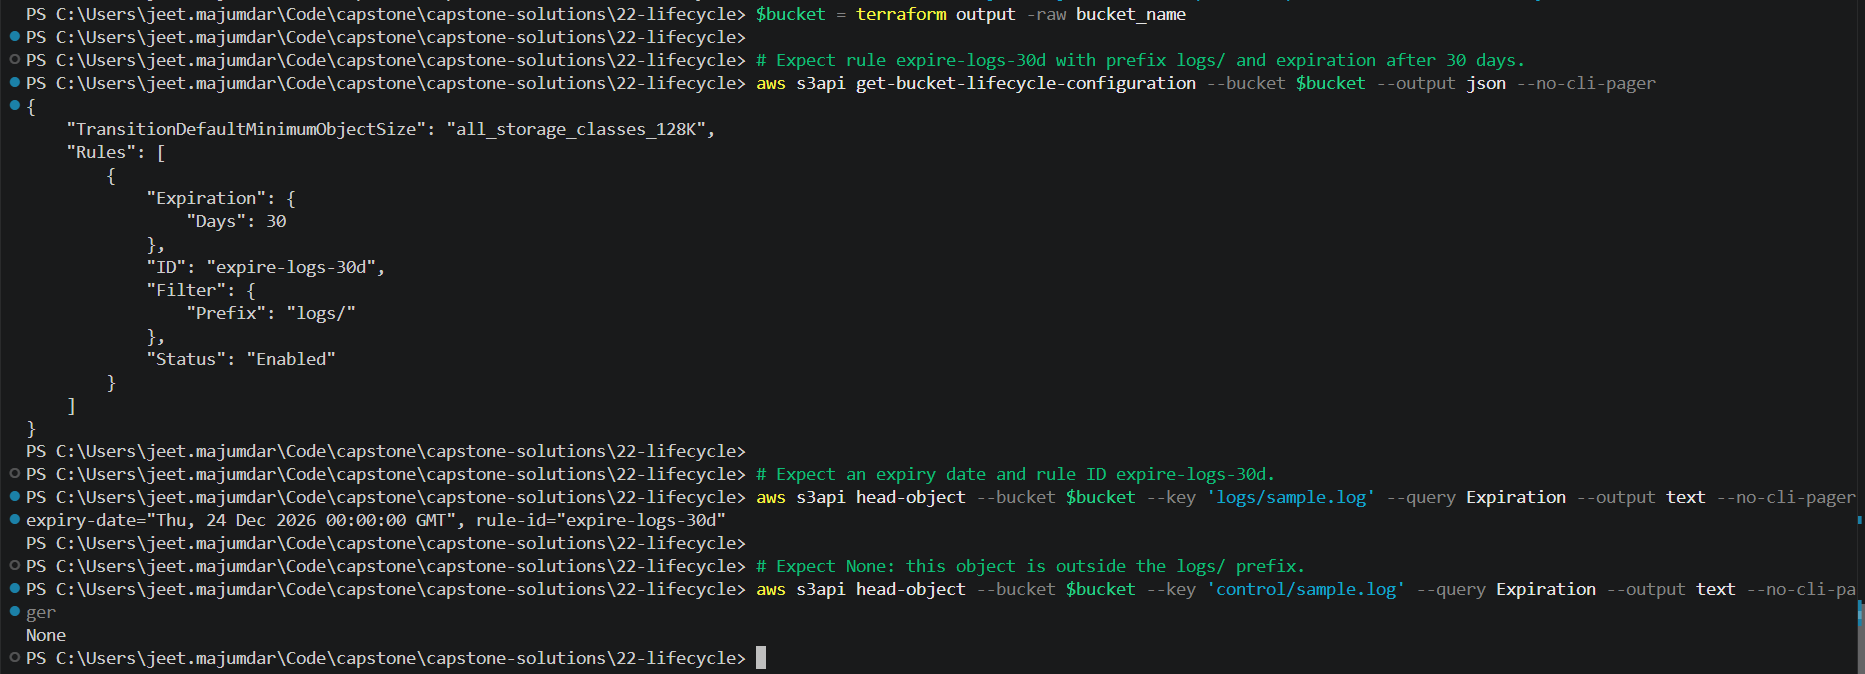 PS C:\Users\jeet.majumdar\Code\capstone\capstone-solutions\22-lifecycle> $bucket = terraform output -raw bucket_name
PS C:\Users\jeet.majumdar\Code\capstone\capstone-solutions\22-lifecycle>
PS C:\Users\jeet.majumdar\Code\capstone\capstone-solutions\22-lifecycle> # Expect rule expire-logs-30d with prefix logs/ and expiration after 30 days.
PS C:\Users\jeet.majumdar\Code\capstone\capstone-solutions\22-lifecycle> aws s3api get-bucket-lifecycle-configuration --bucket $bucket --output json --no-cli-pager
{
    "TransitionDefaultMinimumObjectSize": "all_storage_classes_128K",
    "Rules": [
        {
            "Expiration": {
                "Days": 30
            },
            "ID": "expire-logs-30d",
            "Filter": {
                "Prefix": "logs/"
            },
            "Status": "Enabled"
        }
    ]
}
PS C:\Users\jeet.majumdar\Code\capstone\capstone-solutions\22-lifecycle>
PS C:\Users\jeet.majumdar\Code\capstone\capstone-solutions\22-lifecycle> # Expect an expiry date and rule ID expire-logs-30d.
PS C:\Users\jeet.majumdar\Code\capstone\capstone-solutions\22-lifecycle> aws s3api head-object --bucket $bucket --key 'logs/sample.log' --query Expiration --output text --no-cli-pager
expiry-date="Thu, 24 Dec 2026 00:00:00 GMT", rule-id="expire-logs-30d"
PS C:\Users\jeet.majumdar\Code\capstone\capstone-solutions\22-lifecycle>
PS C:\Users\jeet.majumdar\Code\capstone\capstone-solutions\22-lifecycle> # Expect None: this object is outside the logs/ prefix.
PS C:\Users\jeet.majumdar\Code\capstone\capstone-solutions\22-lifecycle> aws s3api head-object --bucket $bucket --key 'control/sample.log' --query Expiration --output text --no-cli-pa
ger
None
PS C:\Users\jeet.majumdar\Code\capstone\capstone-solutions\22-lifecycle>